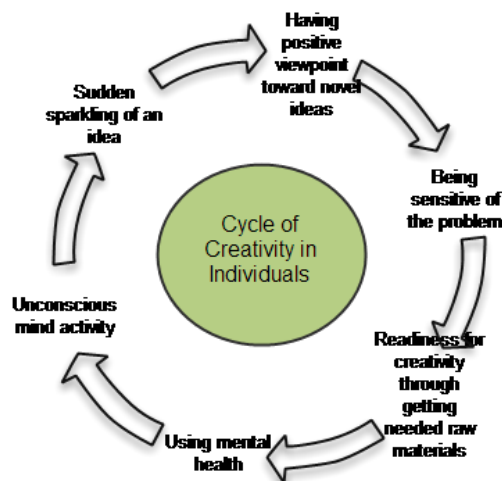 Having
positive
viewpoint
toward novel
ideas
Being
sensitive of
the problem
Readiness for
creativity
through
getting
needed raw
materials
Using mental
health
Unconscious
mind activity
Sudden
sparkling of an
idea
Cycle of
Creativity in
Individuals